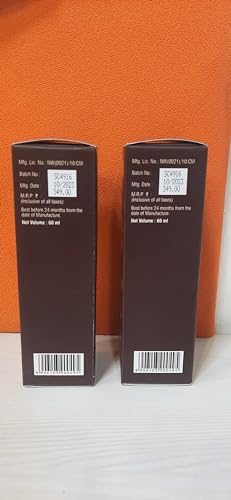 Mfg. Lic. No.: NW(0021)/10/CM
Batch No : SC4916
Mfg. Date : 10/2023
M.R.P ₹ : 349.00
(Inclusive of all taxes)
Best before 24 months from the
date of Manufacture.
Net Volume : 60 ml
Mfg. Lic. No.: NW(0021)/10/CM
Batch No : SC4916
Mfg. Date : 10/2023
M.R.P ₹ : 349.00
(Inclusive of all taxes)
Best before 24 months from the
date of Manufacture.
Net Volume : 60 ml